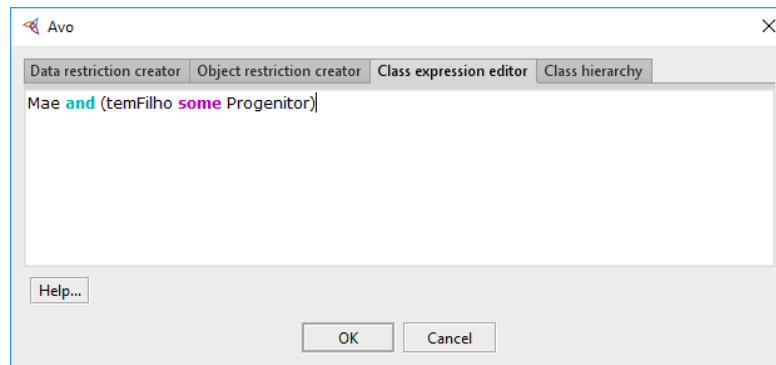 Avo
Data restriction creator Object restriction creator Class expression editor Class hierarchy
Mae and (temFilho some Progenitor)
Help...
OK Cancel